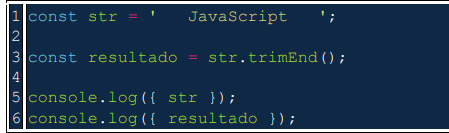 1 const str = '   JavaScript   ';
2
3 const resultado = str.trimEnd();
4
5 console.log({ str });
6 console.log({ resultado });